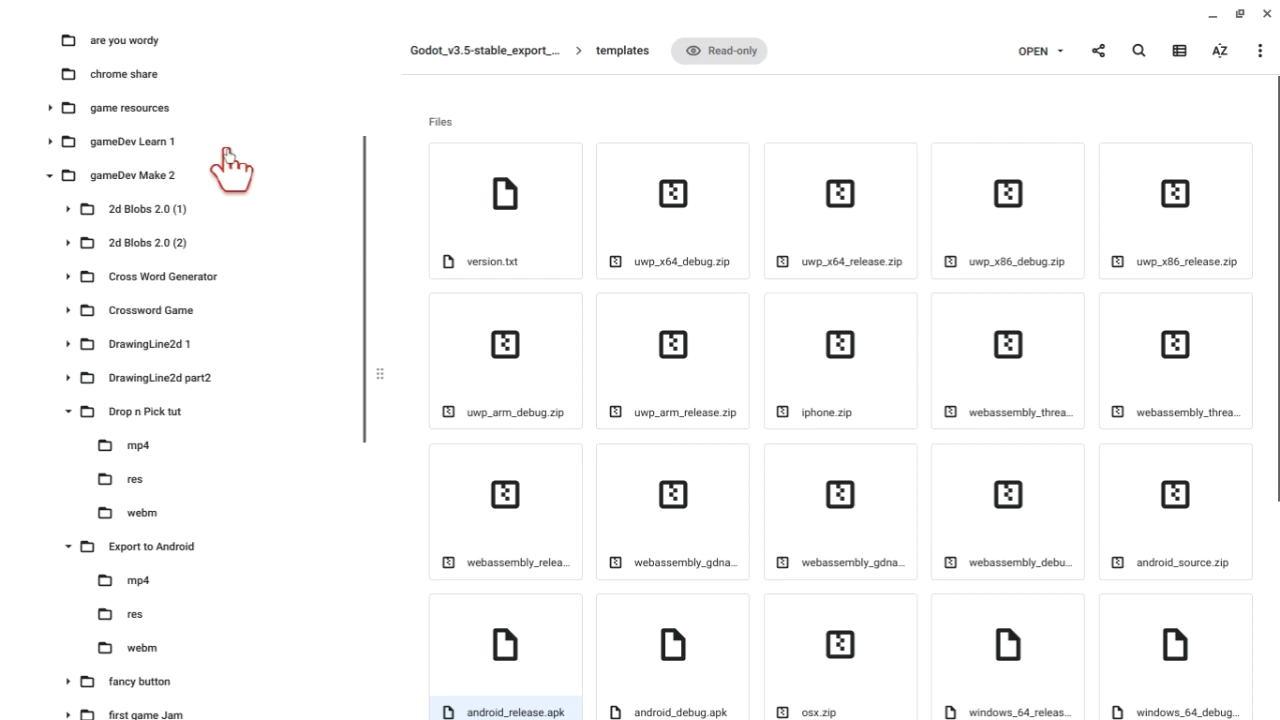 are you wordy
chrome share
game resources
gameDev Learn 1
gameDev Make 2
2d Blobs 2.0 (1)
2d Blobs 2.0 (2)
Cross Word Generator
Crossword Game
DrawingLine2d 1
DrawingLine2d part2
Drop n Pick tut
mp4
res
webm
Export to Android
mp4
res
webm
fancy button
first game Jam
Godot_v3.5-stable_export_... > templates Read-only OPEN AZ
Files
version.txt
uwp_x64_debug.zip
uwp_x64_release.zip
uwp_x86_debug.zip
uwp_x86_release.zip
uwp_arm_debug.zip
uwp_arm_release.zip
iphone.zip
webassembly_threa...
webassembly_threa...
webassembly_relea...
webassembly_gdna...
webassembly_gdna...
webassembly_debu...
android_source.zip
android_release.apk
android_debug.apk
osx.zip
windows_64_releas...
windows_64_debug...